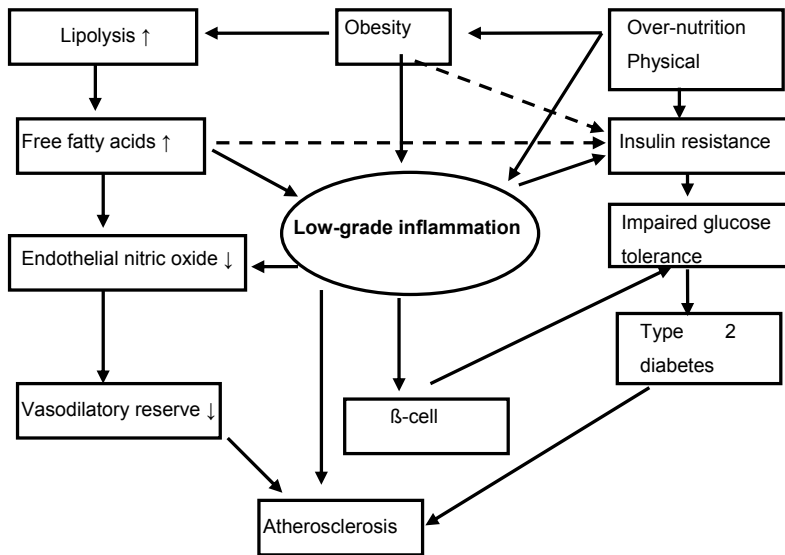 Lipolysis ↑
Obesity
Over-nutrition
Physical
Free fatty acids ↑
Insulin resistance
Low-grade inflammation
Impaired glucose
tolerance
Endothelial nitric oxide ↓
Type 2
diabetes
Vasodilatory reserve ↓
ß-cell
Atherosclerosis